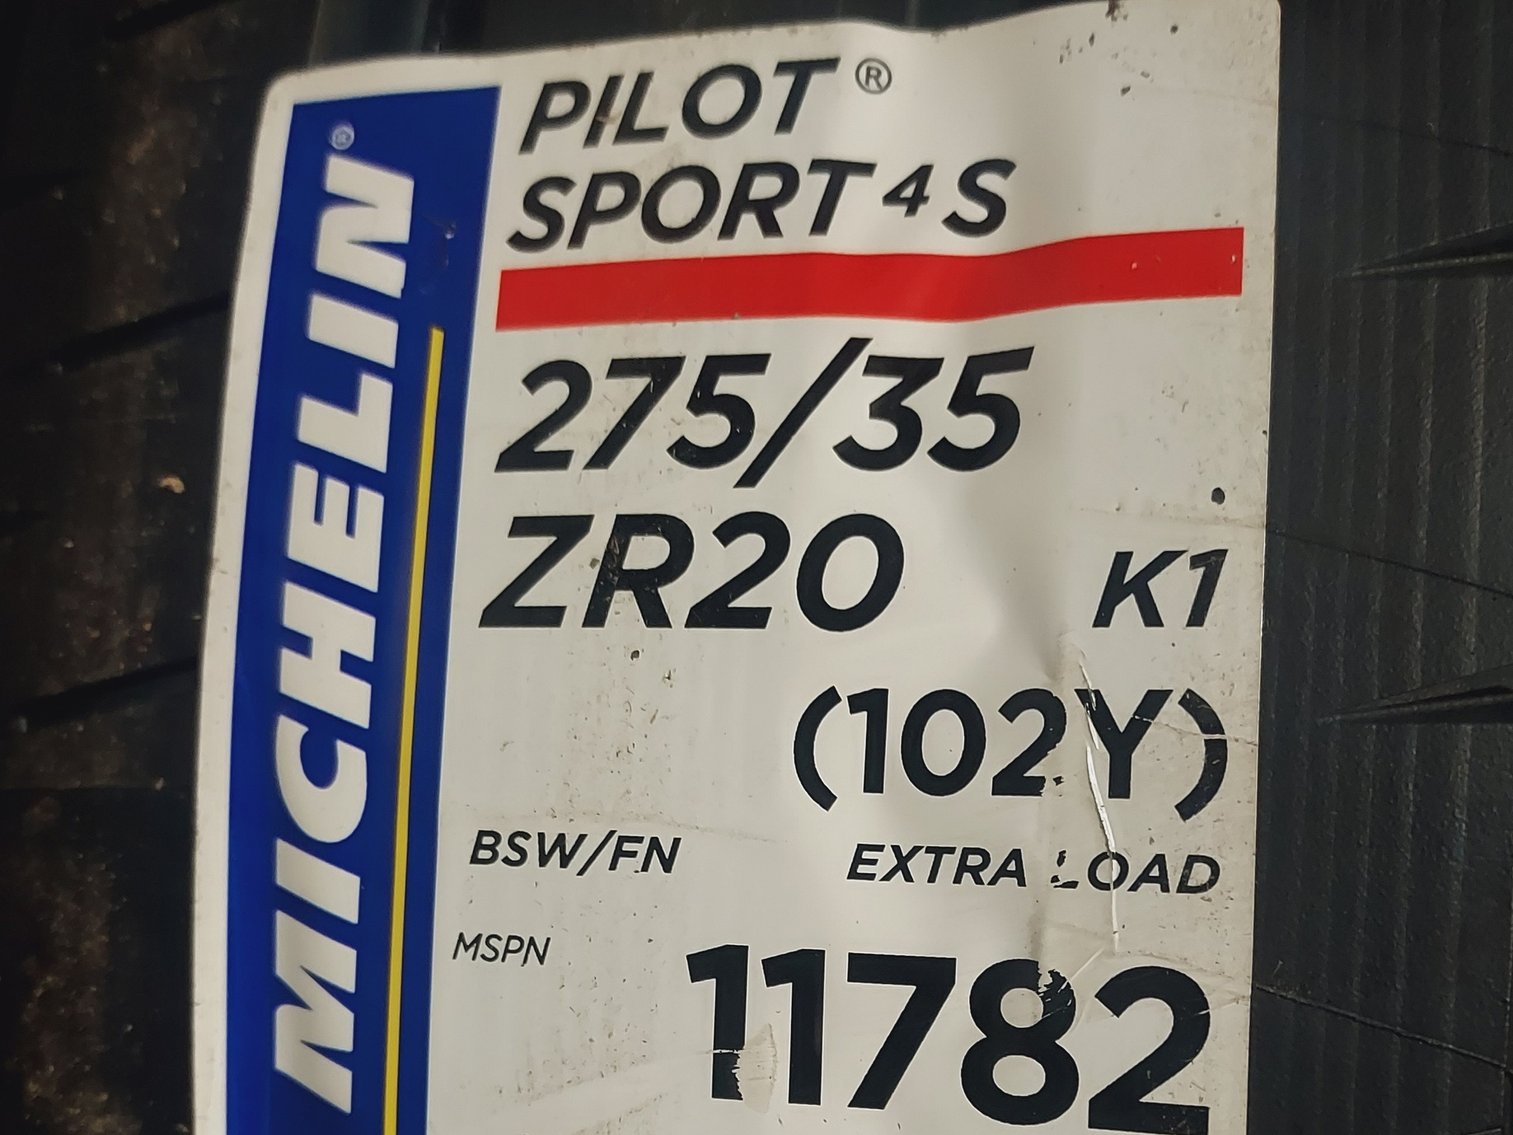 MICHELIN®
PILOT®
SPORT 4 S
275/35
ZR20 K1
(102Y)
BSW/FN EXTRA LOAD
MSPN
11782